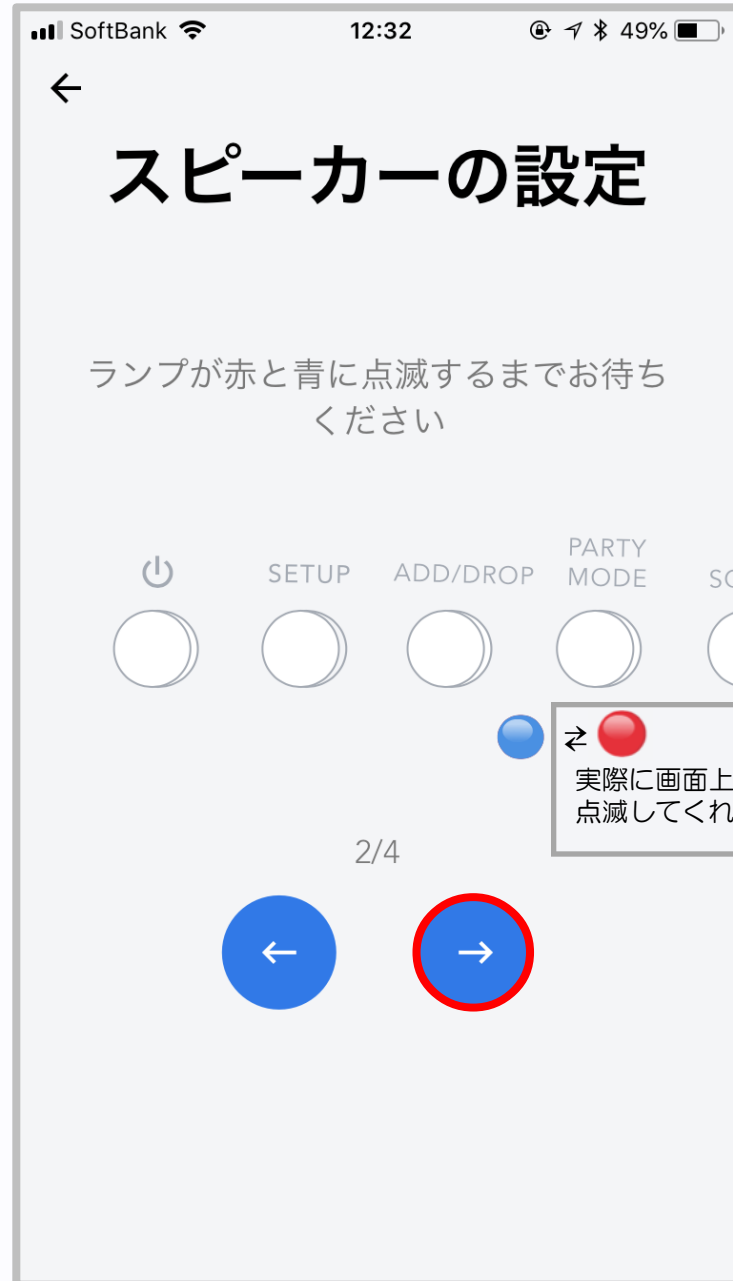 SoftBank 12:32 49%
←
スピーカーの設定
ランプが赤と青に点滅するまでお待ち
ください
SETUP ADD/DROP PARTY
MODE
⇄
実際に画面上
点滅してくれ
2/4
← →